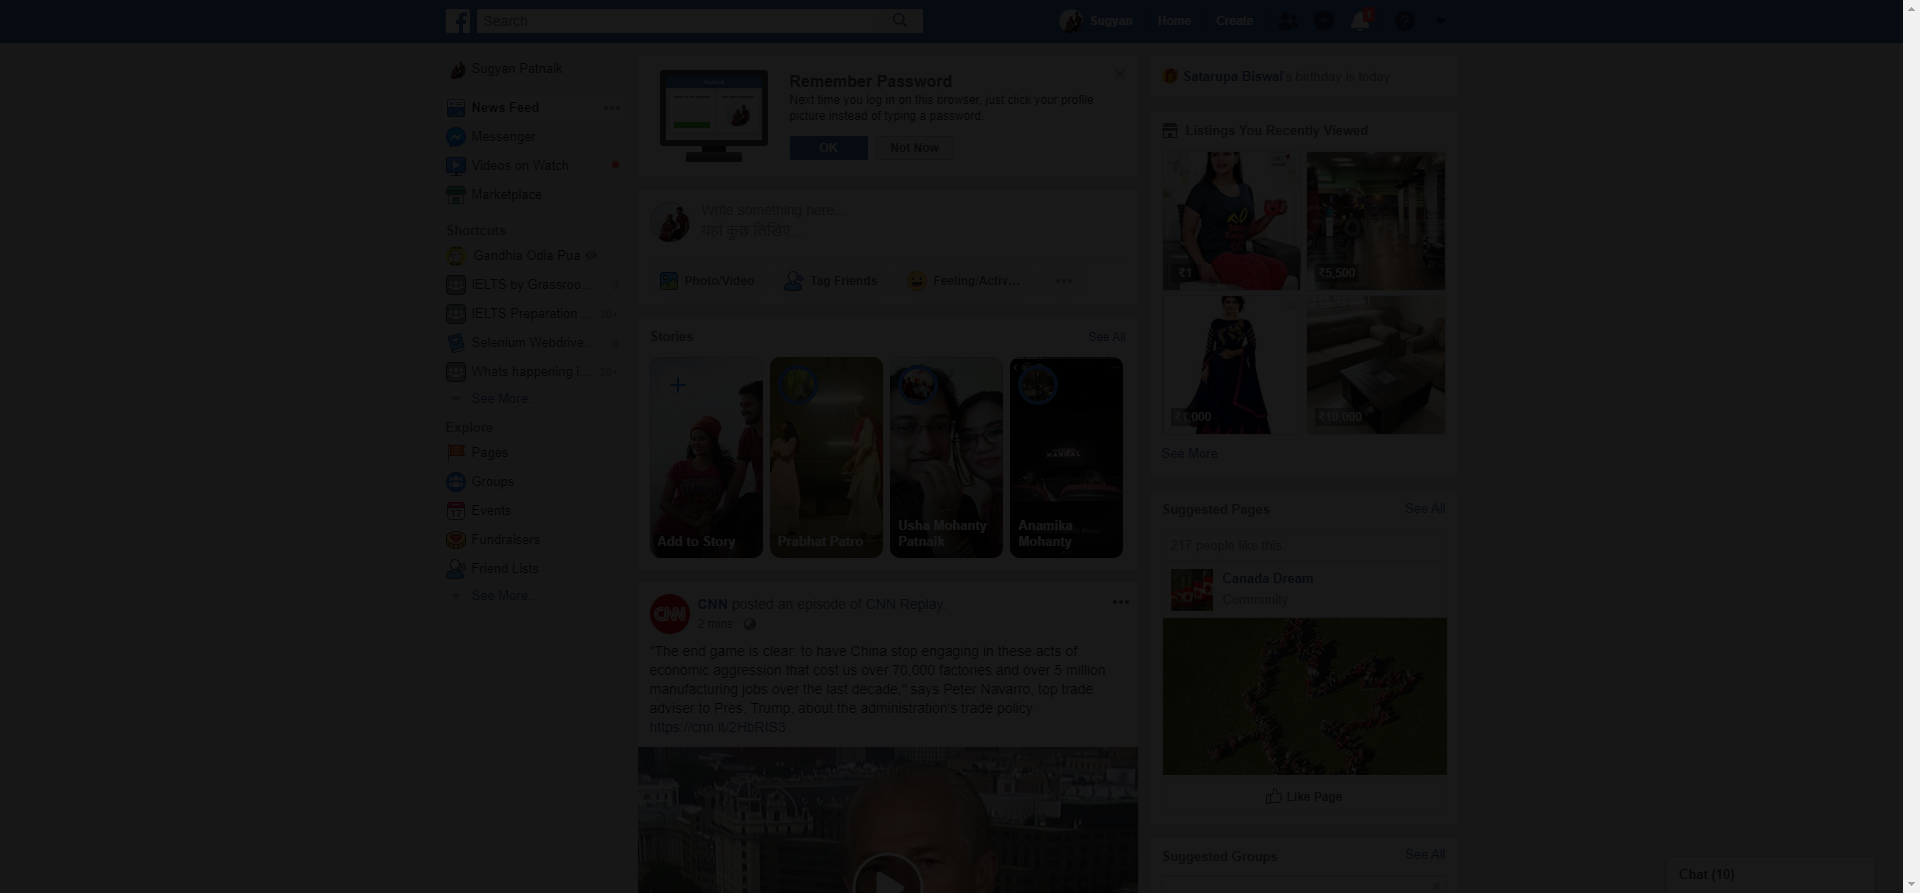 Search
Sugyan
Home
Create
1
Sugyan Patnaik
News Feed
Messenger
Videos on Watch
Marketplace
Shortcuts
Gandhia Odia Pua
IELTS by Grassroo...
IELTS Preparation ... 20+
Selenium Webdrive...
Whats happening i... 20+
See More...
Explore
Pages
Groups
17 Events
Fundraisers
Friend Lists
See More...
Remember Password
Next time you log in on this browser, just click your profile
picture instead of typing a password.
OK
Not Now
Write something here...
यहां कुछ लिखिए...
Photo/Video
Tag Friends
Feeling/Activ...
Stories
See All
Add to Story
Prabhat Patro
Usha Mohanty
Patnaik
Anamika
Mohanty
CNN
CNN posted an episode of CNN Replay.
2 mins ·
"The end game is clear: to have China stop engaging in these acts of
economic aggression that cost us over 70,000 factories and over 5 million
manufacturing jobs over the last decade," says Peter Navarro, top trade
adviser to Pres. Trump, about the administration's trade policy
https://cnn.it/2HbRIS3
Satarupa Biswal's birthday is today
Listings You Recently Viewed
₹1
₹5,500
₹1,000
₹10,000
See More
Suggested Pages
See All
217 people like this.
Canada Dream
Community
Like Page
Suggested Groups
See All
Chat (10)